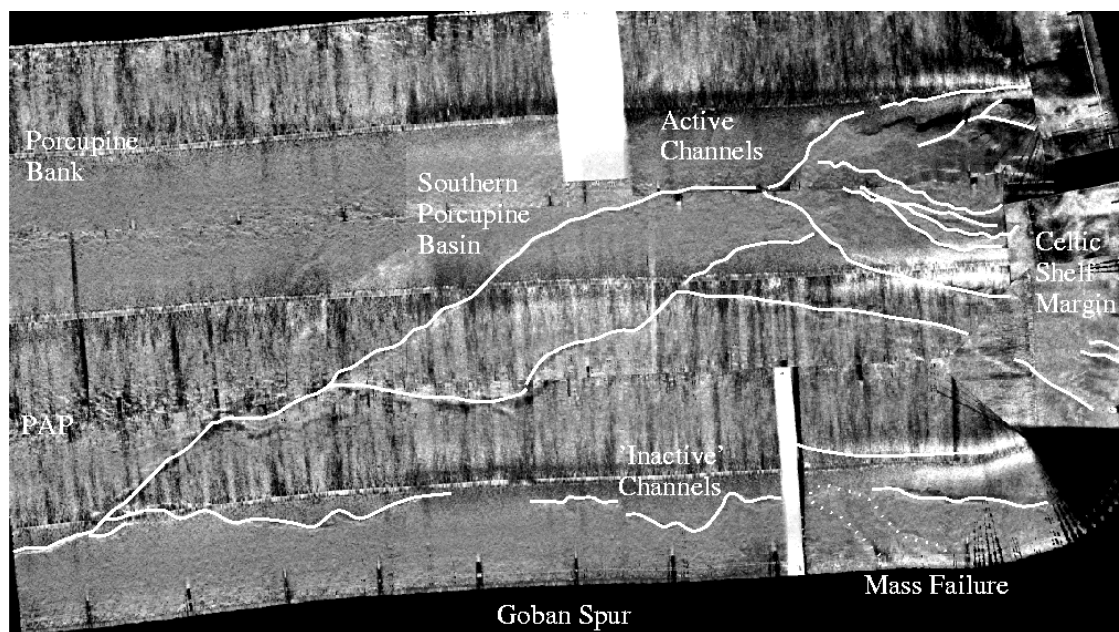 Active
Channels
Porcupine
Bank
Southern
Porcupine
Basin
Celtic
Shelf
Margin
PAP
'Inactive'
Channels
Mass Failure
Goban Spur